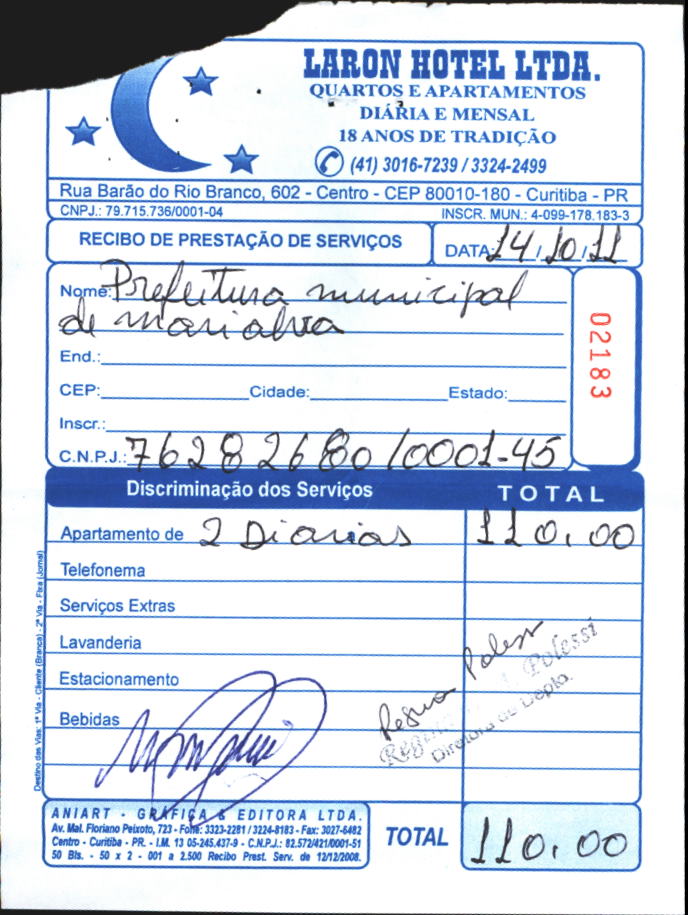 LARON HOTEL LTDA.
QUARTOS E APARTAMENTOS
DIÁRIA E MENSAL
18 ANOS DE TRADIÇÃO
(41) 3016-7239 / 3324-2499
Rua Barão do Rio Branco, 602 - Centro - CEP 80010-180 - Curitiba - PR
CNPJ.: 79.715.736/0001-04 INSCR. MUN.: 4-099-178.183-3
RECIBO DE PRESTAÇÃO DE SERVIÇOS DATA: 14/10/11
Nome: Prefeitura municipal
de marialva
02183
End.:
CEP: Cidade: Estado:
Inscr.:
C.N.P.J.: 76282680/0001-45
Discriminação dos Serviços TOTAL
Apartamento de 2 Diarias 110.00
Telefonema
Serviços Extras
Lavanderia
Estacionamento
Bebidas
Polessi
Diretora de Depto.
Destino das Vias: 1ª Via - Cliente (Branca) - 2ª Via - Fixa (Jornal)
ANIART - GRÁFICA & EDITORA LTDA.
Av. Mal. Floriano Peixoto, 723 - Fone: 3323-2281 / 3224-8183 - Fax: 3027-6482
Centro - Curitiba - PR. - I.M. 13 05-245.437-9 - C.N.P.J.: 82.572/421/0001-51
50 Bls. - 50 x 2 - 001 a 2.500 Recibo Prest. Serv. de 12/12/2008.
TOTAL 110.00